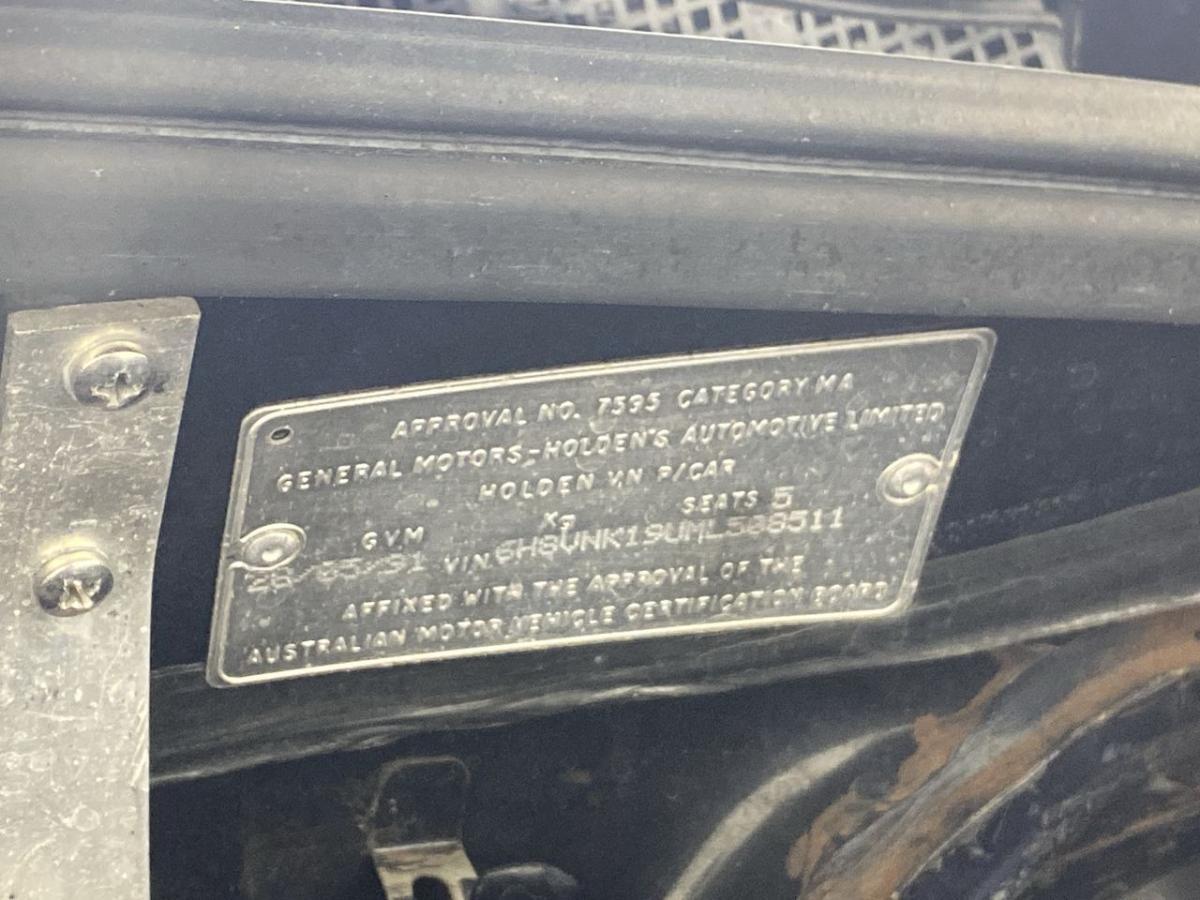 APPROVAL NO. 7595 CATEGORY MA
GENERAL MOTORS-HOLDEN'S AUTOMOTIVE LIMITED
HOLDEN VN P/CAR
GVM Kg SEATS 5
VIN 6H8VNK19UML508511
AFFIXED WITH THE APPROVAL OF THE
AUSTRALIAN MOTOR VEHICLE CERTIFICATION BOARD